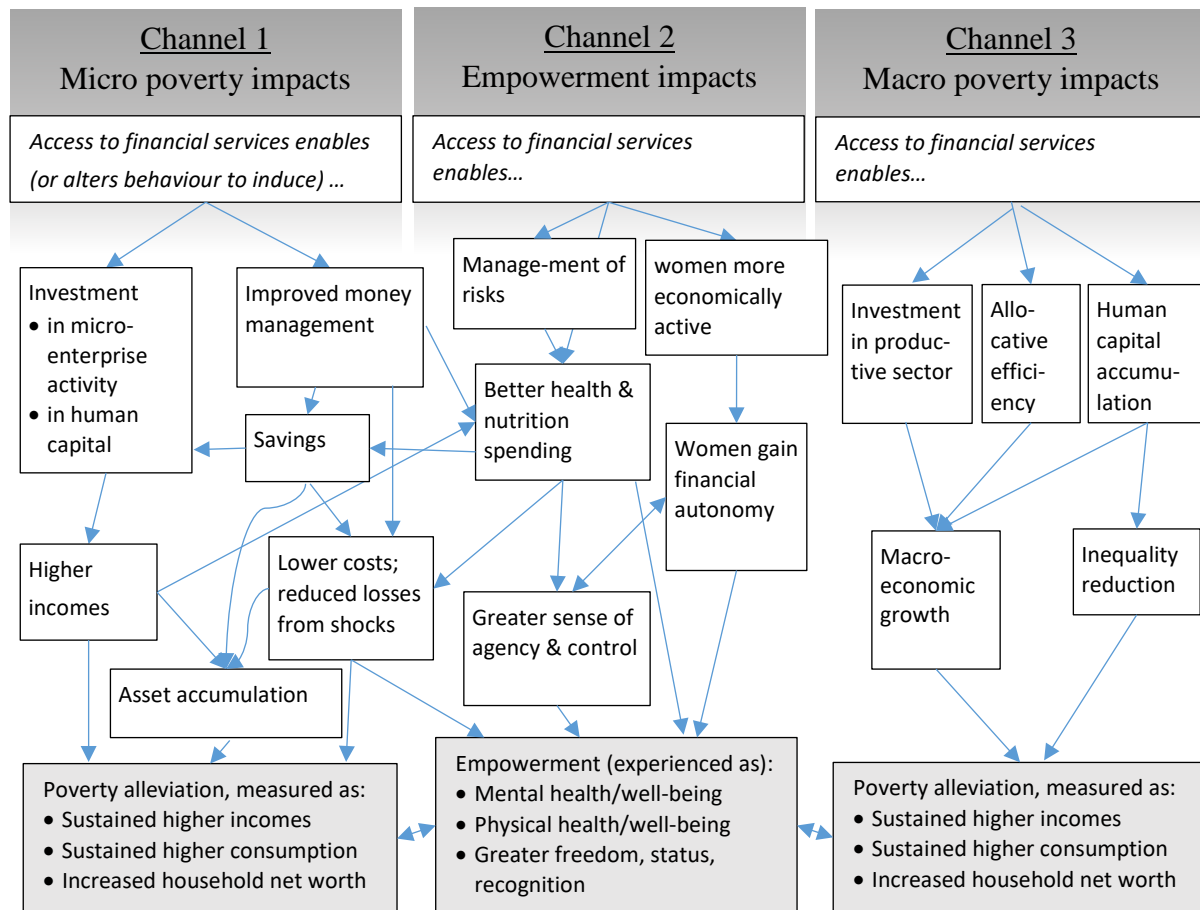 Channel 1
Micro poverty impacts
Access to financial services enables
(or alters behaviour to induce) …
Investment
• in micro-
enterprise
activity
• in human
capital
Improved money
management
Savings
Higher
incomes
Lower costs;
reduced losses
from shocks
Asset accumulation
Poverty alleviation, measured as:
• Sustained higher incomes
• Sustained higher consumption
• Increased household net worth
Channel 2
Empowerment impacts
Access to financial services
enables…
Manage-ment of
risks
women more
economically
active
Better health &
nutrition
spending
Women gain
financial
autonomy
Greater sense of
agency & control
Empowerment (experienced as):
• Mental health/well-being
• Physical health/well-being
• Greater freedom, status,
recognition
Channel 3
Macro poverty impacts
Access to financial services
enables…
Investment
in produc-
tive sector
Allo-
cative
effici-
ency
Human
capital
accumu-
lation
Macro-
economic
growth
Inequality
reduction
Poverty alleviation, measured as:
• Sustained higher incomes
• Sustained higher consumption
• Increased household net worth